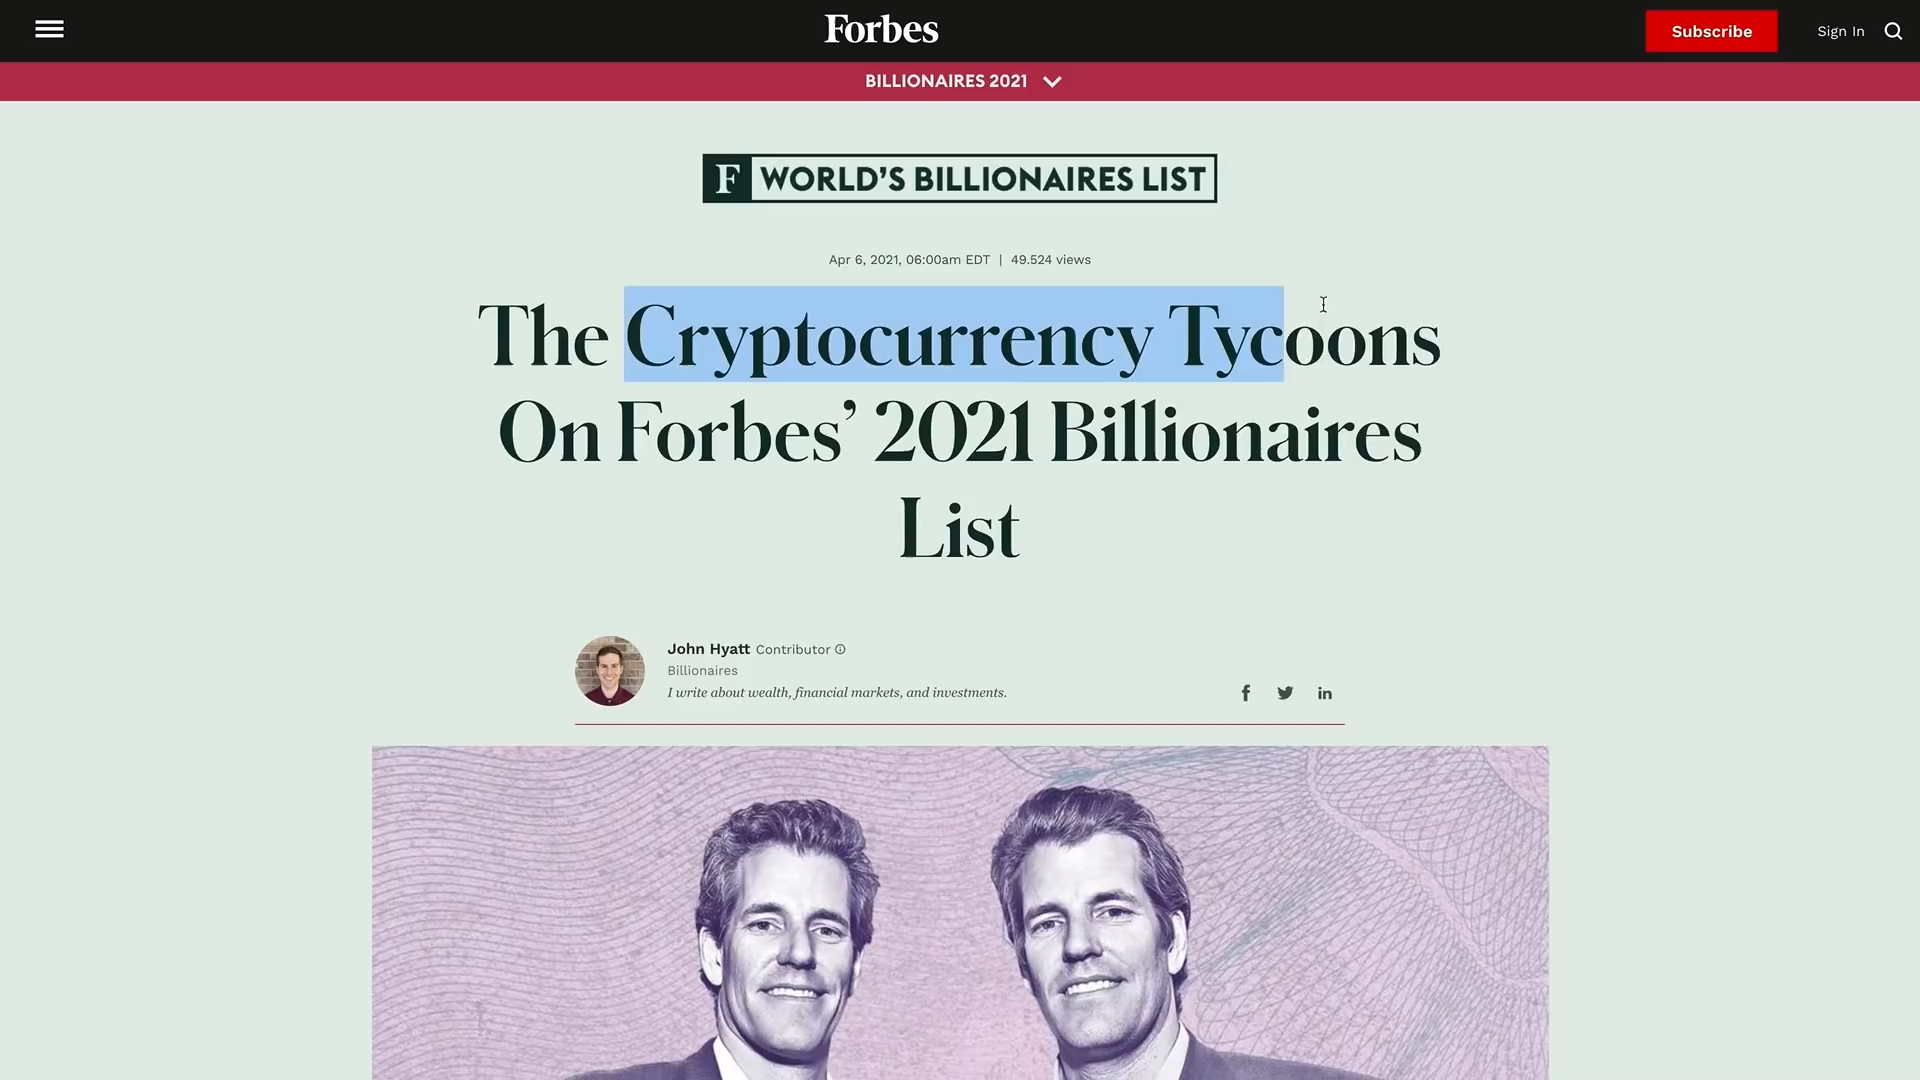 Forbes
Subscribe
Sign In
BILLIONAIRES 2021
F WORLD'S BILLIONAIRES LIST
Apr 6, 2021, 06:00am EDT | 49.524 views
The Cryptocurrency Tycoons
On Forbes’ 2021 Billionaires
List
John Hyatt Contributor
Billionaires
I write about wealth, financial markets, and investments.